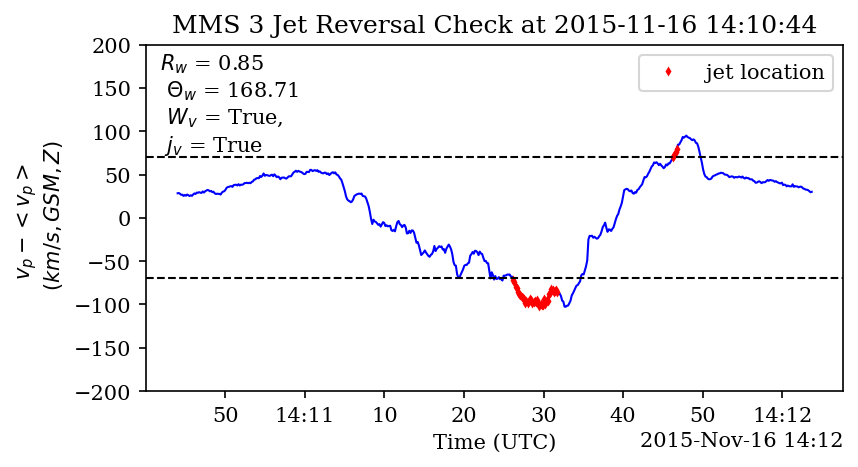 MMS 3 Jet Reversal Check at 2015-11-16 14:10:44
200
150
100
50
0
−50
−100
−150
−200
v_p − < v_p >
(km/s, GSM, Z)
R_w = 0.85
Θ_w = 168.71
W_v = True,
j_v = True
jet location
50 14:11 10 20 30 40 50 14:12
Time (UTC)
2015-Nov-16 14:12